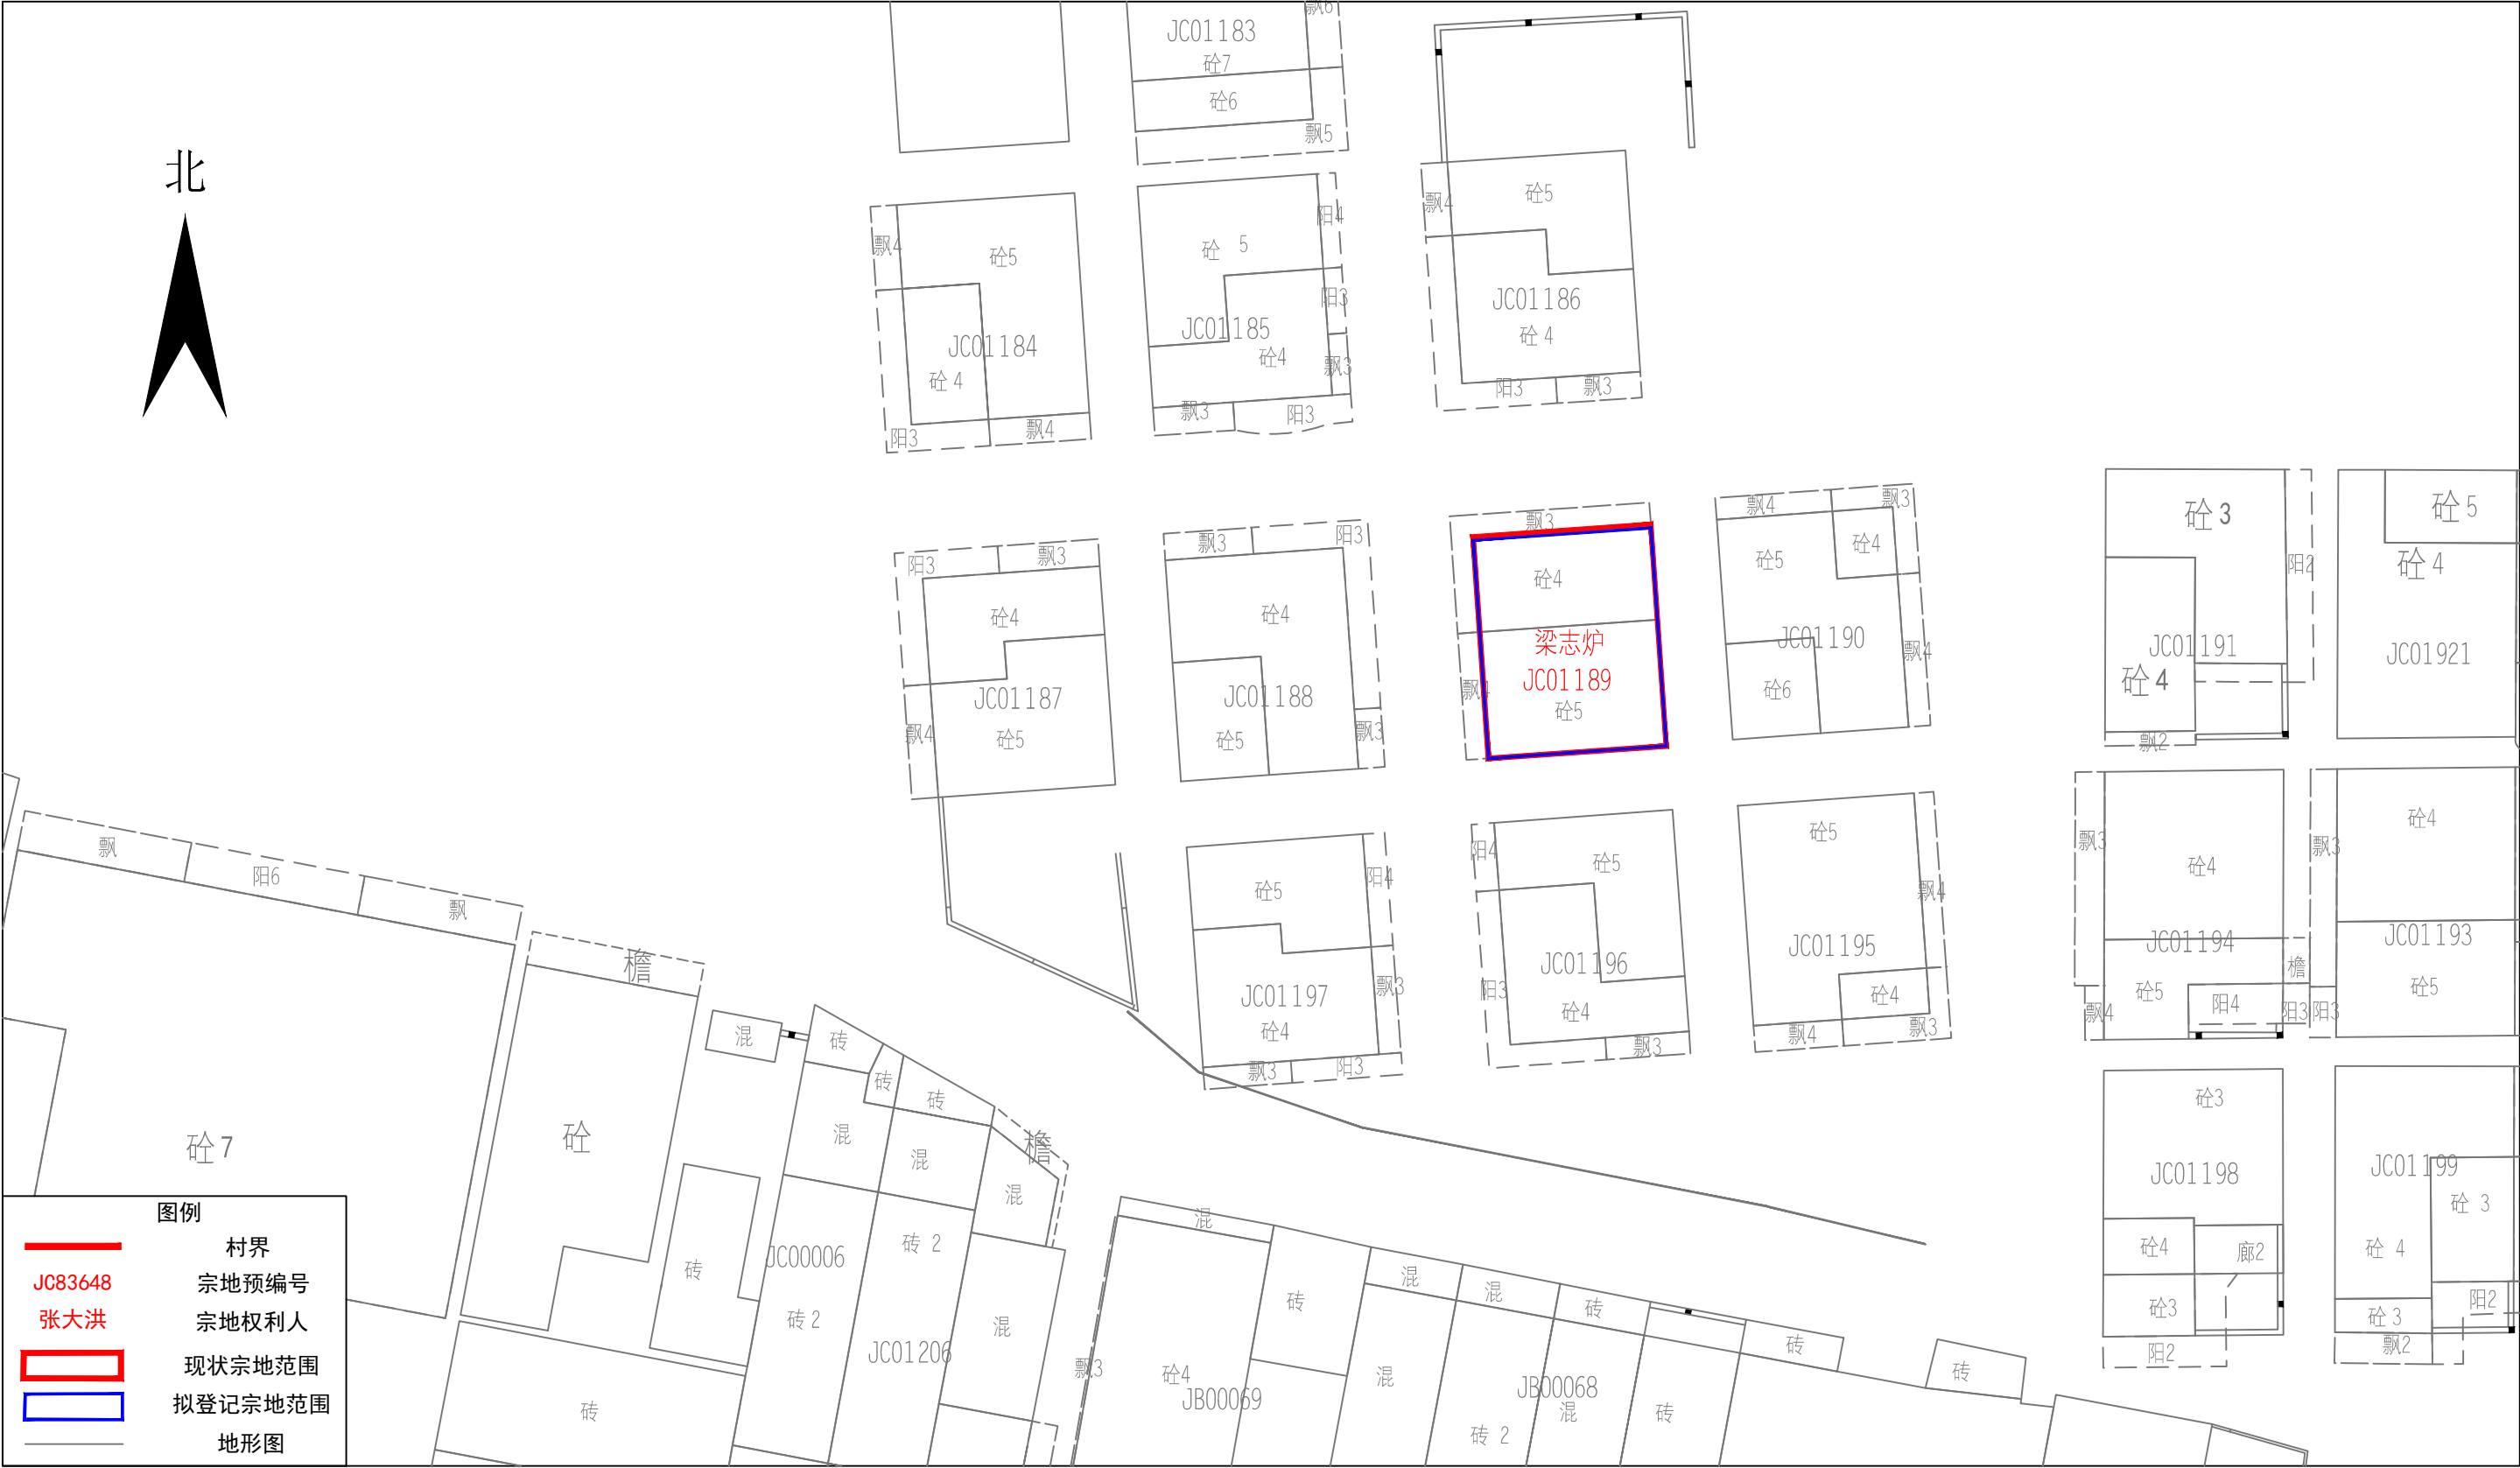 飘6
JC01183
砼7
砼6
飘5
北
飘4
砼5
JC01184
砼 4
阳3
飘4
阳4
砼 5
阳3
JC01185
砼4
飘3
飘3
阳3
飘4
砼5
JC01186
砼 4
阳3
飘3
阳3
飘3
砼4
JC01187
飘4
砼5
飘3
阳3
砼4
JC01188
砼5
飘3
飘3
砼4
梁志炉
JC01189
飘4
砼5
飘4
飘3
砼5
砼4
JC01190
飘4
砼6
砼3
阳2
JC01191
砼4
飘2
砼5
砼4
JC01921
砼5
阳4
JC01197
飘3
砼4
飘3
阳3
阳4
砼5
JC01196
阳3
砼4
飘3
砼5
飘4
JC01195
砼4
飘4
飘3
飘3
砼4
JC01194
檐
砼5
阳4
飘4
阳3
砼4
飘3
JC01193
砼5
阳3
砼3
JC01198
砼4
廊2
砼3
阳2
JC01199
砼 3
砼 4
阳2
砼 3
飘2
飘
阳6
飘
檐
砼7
砼
混
砖
砖
砖
混
混
檐
混
JC00006
砖 2
砖
砖 2
JC01206
混
砖
飘3
混
砼4
JB00069
砖
混
混
混
砖
JB00068
混
砖 2
砖
砖
砖
图例
村界
JC83648 宗地预编号
张大洪 宗地权利人
现状宗地范围
拟登记宗地范围
地形图